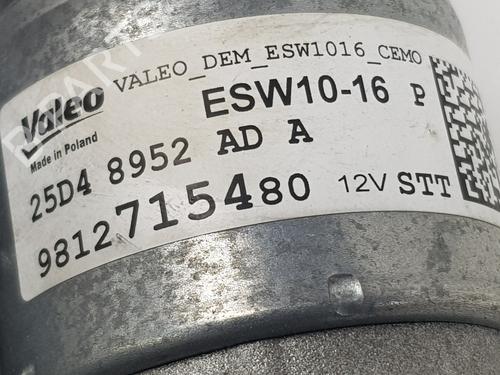 VALEO_DEM_ESW1016_CEMO
Valeo
ESW10-16 P
Made in Poland
25D4 8952 AD A
9812715480 12V STT